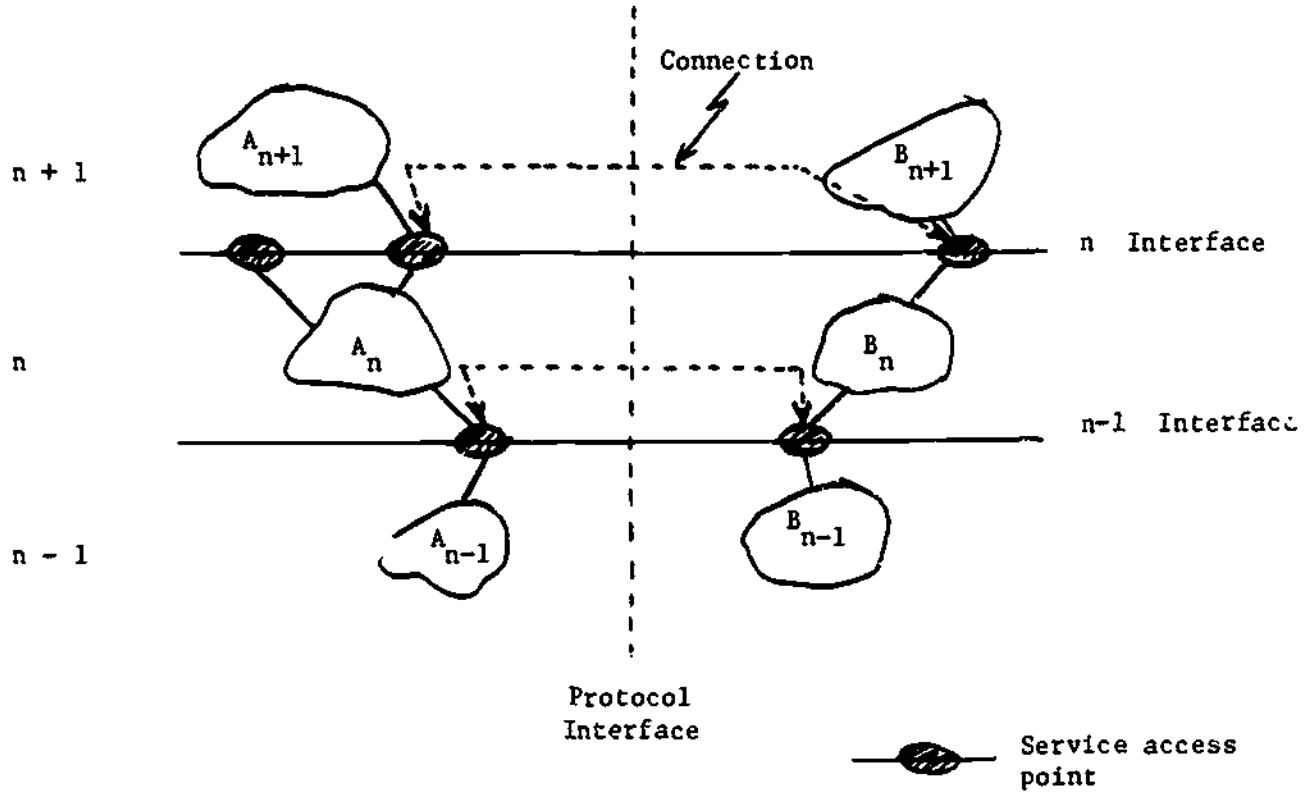 Connection
A n+1
B n+1
n + 1
n Interface
A n
B n
n
n-1 Interface
A n-1
B n-1
n - 1
Protocol
Interface
Service access
point